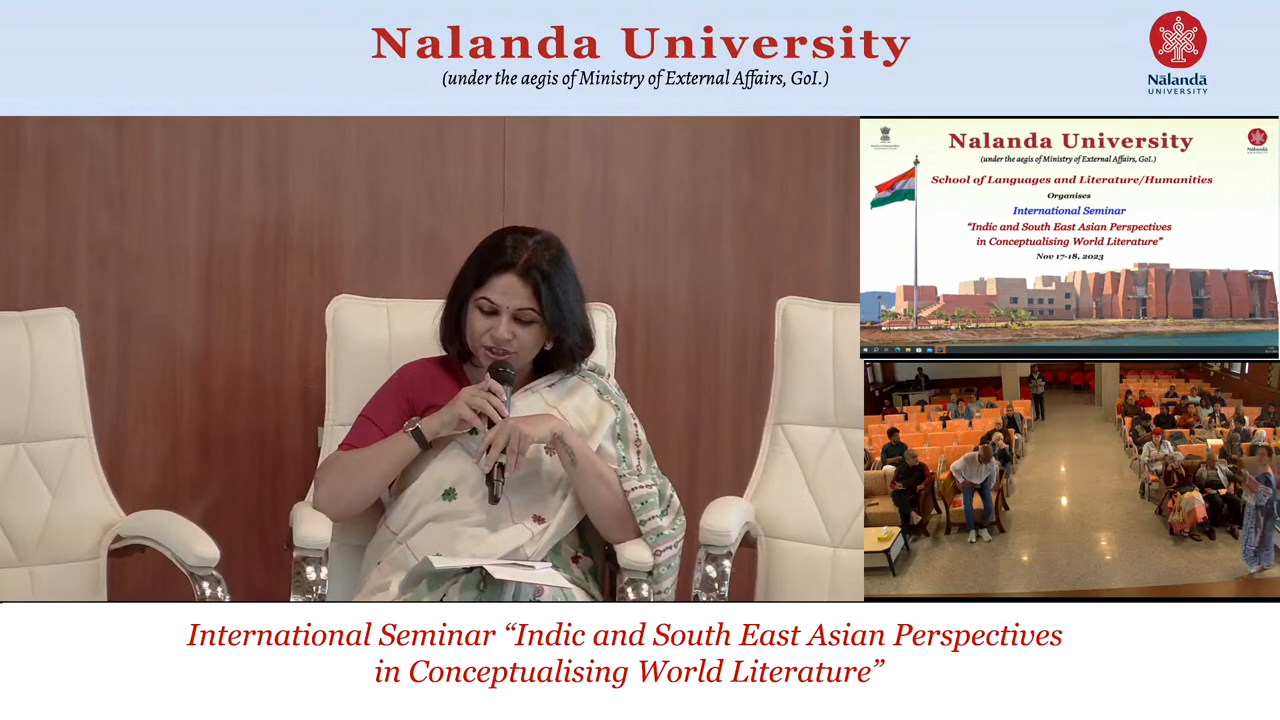 Nalanda University
(under the aegis of Ministry of External Affairs, GoI.)
Nālandā
UNIVERSITY
Nalanda University
(under the aegis of Ministry of External Affairs, GoI.)
Nālandā
School of Languages and Literature/Humanities
Organises
International Seminar
“Indic and South East Asian Perspectives
in Conceptualising World Literature”
Nov 17-18, 2023
International Seminar “Indic and South East Asian Perspectives
in Conceptualising World Literature”